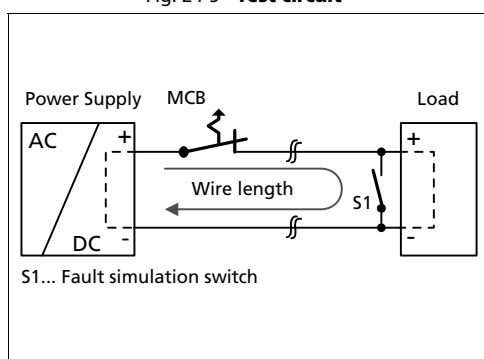 Fig. 24-3 Test circuit
Power Supply MCB Load
AC + +
Wire length
S1
DC - -
S1... Fault simulation switch